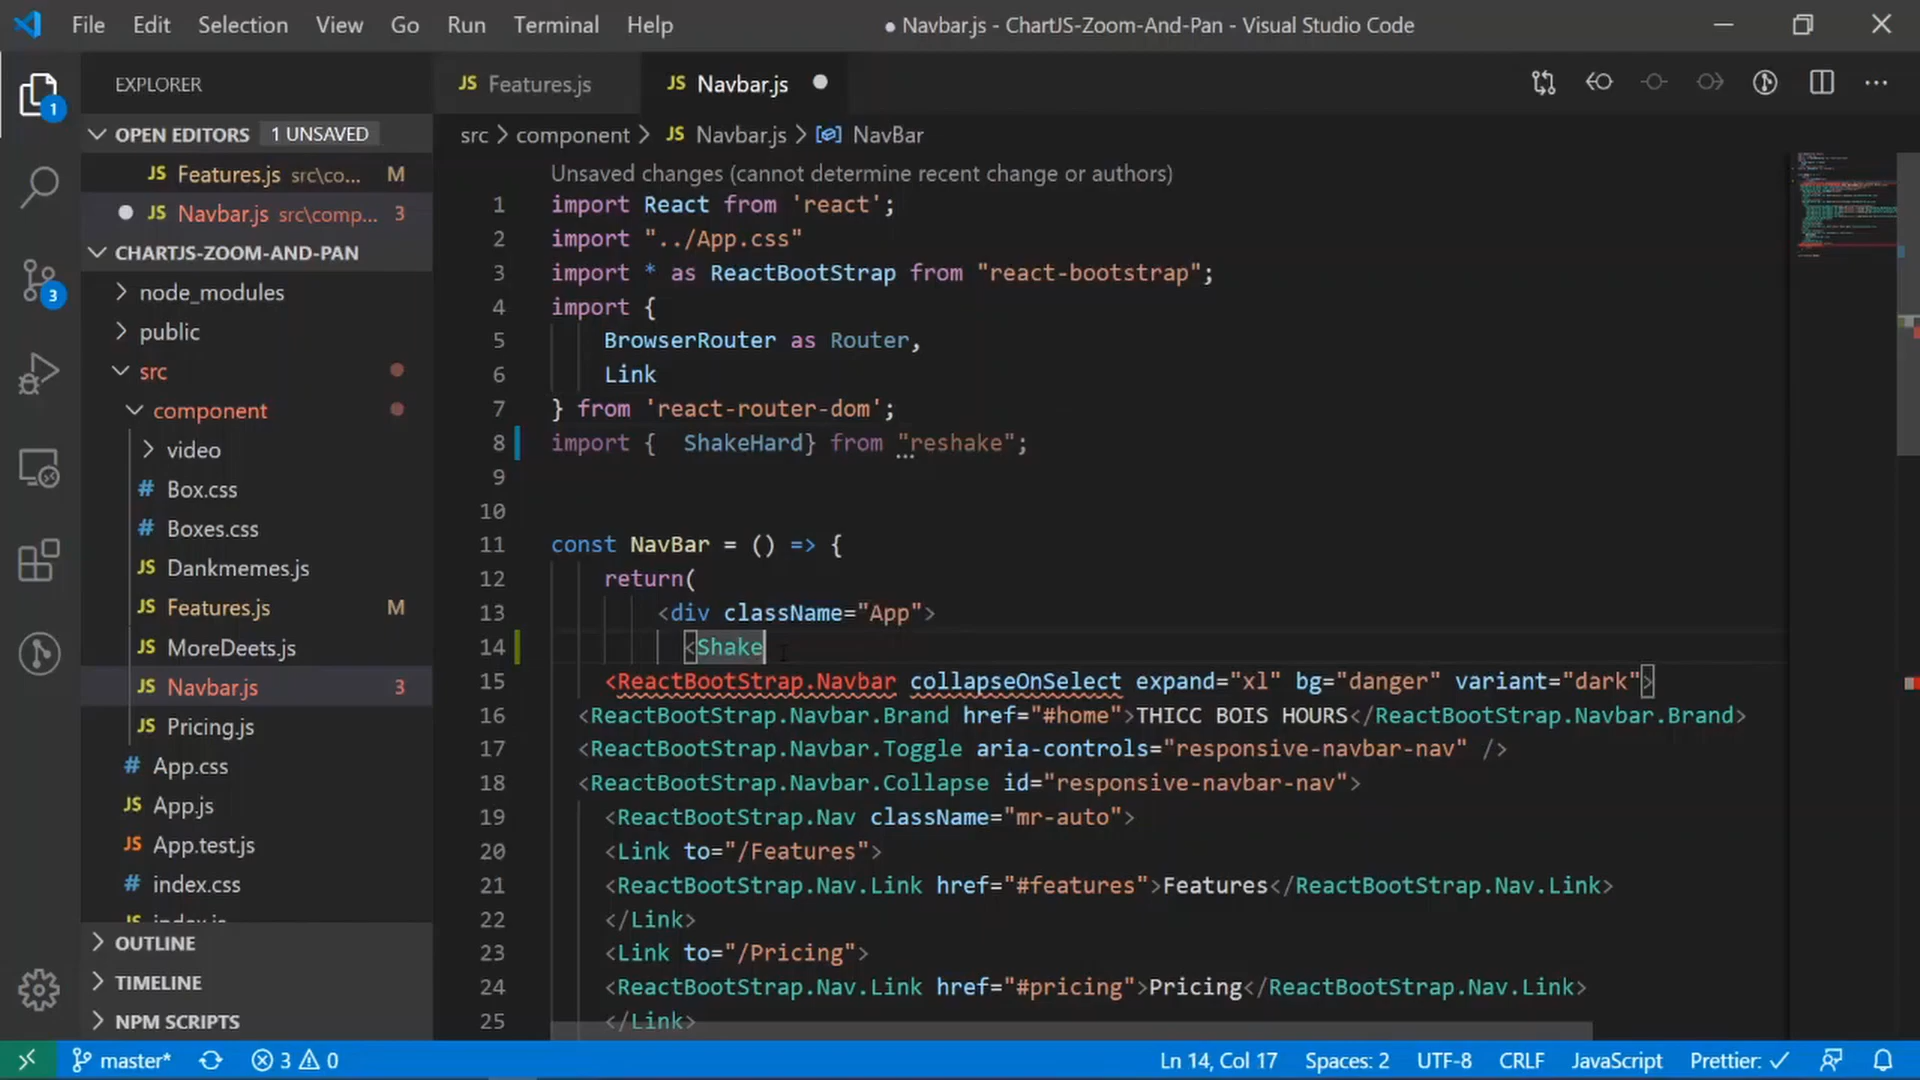 File Edit Selection View Go Run Terminal Help
● Navbar.js - ChartJS-Zoom-And-Pan - Visual Studio Code
EXPLORER
OPEN EDITORS 1 UNSAVED
JS Features.js src\co... M
JS Navbar.js src\comp... 3
CHARTJS-ZOOM-AND-PAN
node_modules
public
src
component
video
# Box.css
# Boxes.css
JS Dankmemes.js
JS Features.js M
JS MoreDeets.js
JS Navbar.js 3
JS Pricing.js
# App.css
JS App.js
JS App.test.js
# index.css
JS index.js
OUTLINE
TIMELINE
NPM SCRIPTS
1
3
JS Features.js
JS Navbar.js
src > component > JS Navbar.js > NavBar
Unsaved changes (cannot determine recent change or authors)
1 import React from 'react';
2 import "../App.css"
3 import * as ReactBootStrap from "react-bootstrap";
4 import {
5 BrowserRouter as Router,
6 Link
7 } from 'react-router-dom';
8 import {  ShakeHard} from "reshake";
9
10
11 const NavBar = () => {
12 return(
13 <div className="App">
14 <Shake
15 <ReactBootStrap.Navbar collapseOnSelect expand="xl" bg="danger" variant="dark">
16 <ReactBootStrap.Navbar.Brand href="#home">THICC BOIS HOURS</ReactBootStrap.Navbar.Brand>
17 <ReactBootStrap.Navbar.Toggle aria-controls="responsive-navbar-nav" />
18 <ReactBootStrap.Navbar.Collapse id="responsive-navbar-nav">
19 <ReactBootStrap.Nav className="mr-auto">
20 <Link to="/Features">
21 <ReactBootStrap.Nav.Link href="#features">Features</ReactBootStrap.Nav.Link>
22 </Link>
23 <Link to="/Pricing">
24 <ReactBootStrap.Nav.Link href="#pricing">Pricing</ReactBootStrap.Nav.Link>
25 </Link>
master* 3 0
Ln 14, Col 17 Spaces: 2 UTF-8 CRLF JavaScript Prettier: ✓